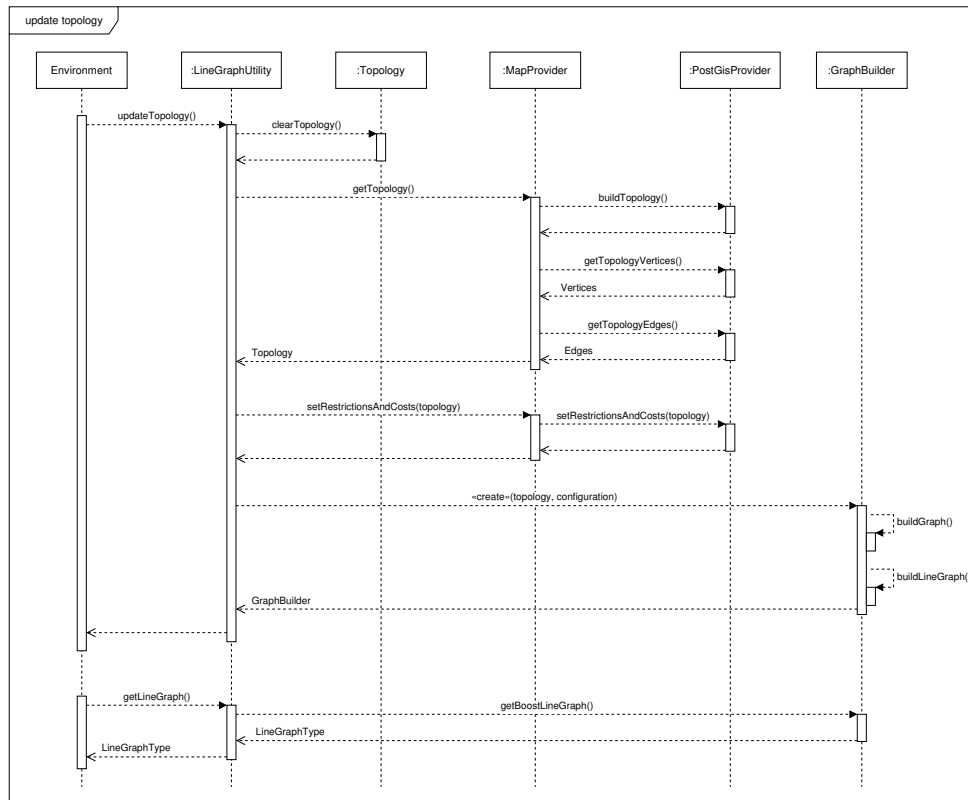 update topology
Environment
:LineGraphUtility
:Topology
:MapProvider
:PostGisProvider
:GraphBuilder
updateTopology()
clearTopology()
getTopology()
buildTopology()
getTopologyVertices()
Vertices
getTopologyEdges()
Edges
Topology
setRestrictionsAndCosts(topology)
setRestrictionsAndCosts(topology)
«create»(topology, configuration)
buildGraph()
buildLineGraph(
GraphBuilder
getLineGraph()
getBoostLineGraph()
LineGraphType
LineGraphType